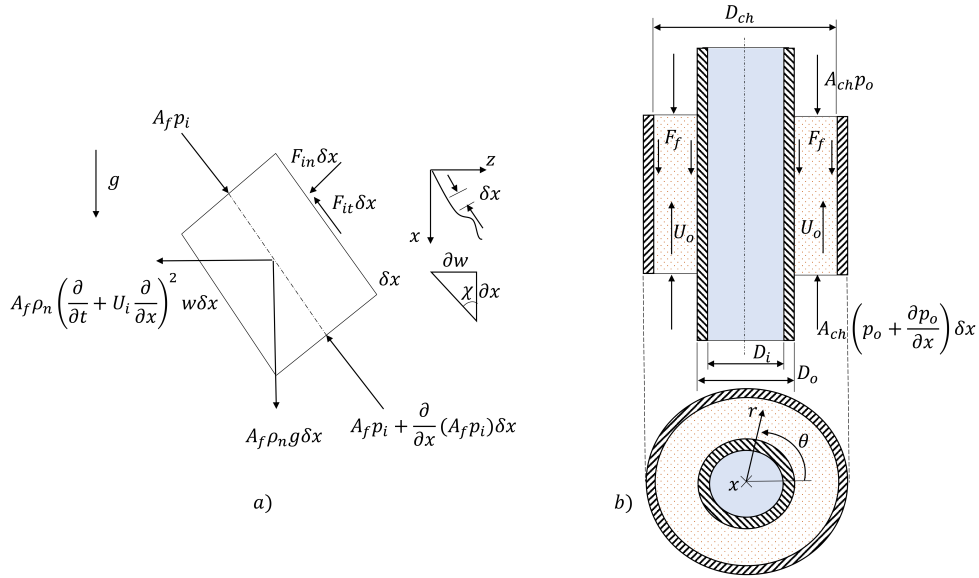 A_f p_i
g
F_{in} δx
F_{it} δx
z
δx
x
∂w
χ
∂x
δx
A_f ρ_n (∂/∂t + U_i ∂/∂x)^2 w δx
A_f ρ_n g δx
A_f p_i + ∂/∂x (A_f p_i) δx
a)
D_{ch}
A_{ch} p_o
F_f
F_f
U_o
U_o
A_{ch} (p_o + ∂p_o/∂x) δx
D_i
D_o
r
θ
x
b)